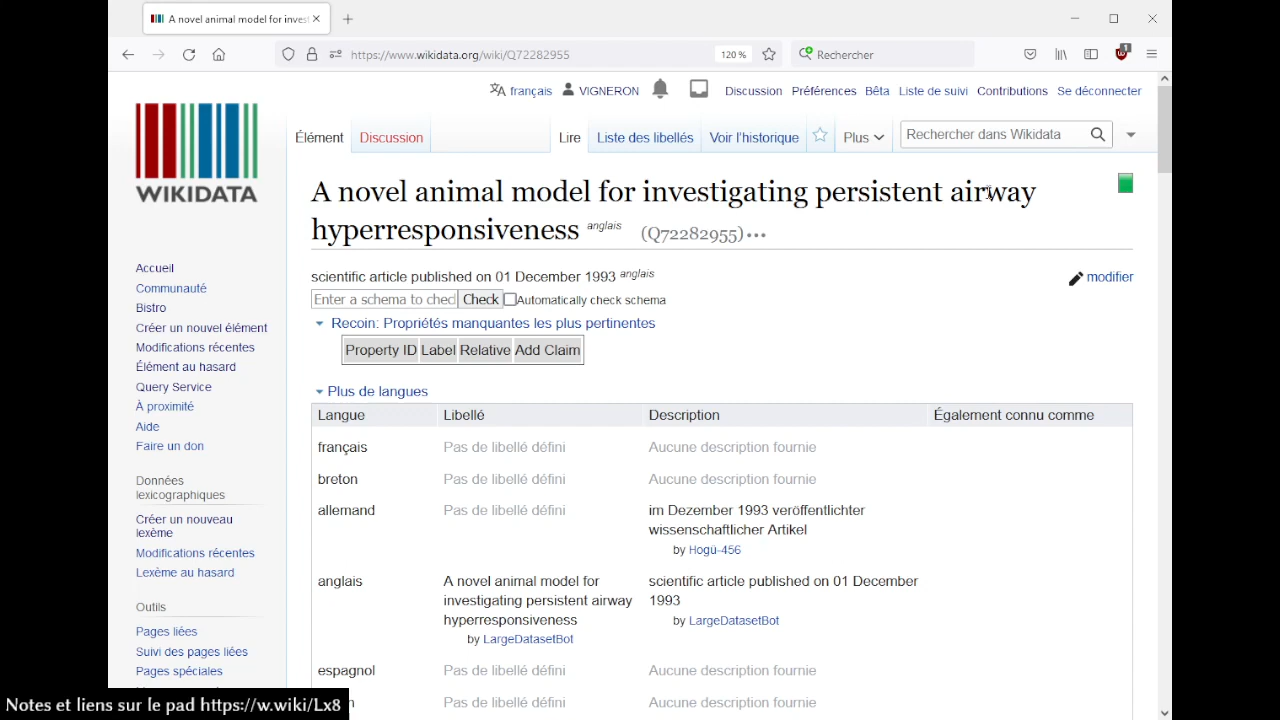 A novel animal model for inves
https://www.wikidata.org/wiki/Q72282955
120 %
Rechercher
1
français
VIGNERON
Discussion
Préférences
Bêta
Liste de suivi
Contributions
Se déconnecter
WIKIDATA
Élément
Discussion
Lire
Liste des libellés
Voir l'historique
Plus
Rechercher dans Wikidata
A novel animal model for investigating persistent airway
hyperresponsiveness anglais (Q72282955)•••
scientific article published on 01 December 1993 anglais
modifier
Enter a schema to chec
Check
Automatically check schema
Recoin: Propriétés manquantes les plus pertinentes
Property ID Label Relative Add Claim
Plus de langues
Langue Libellé Description Également connu comme
français Pas de libellé défini Aucune description fournie
breton Pas de libellé défini Aucune description fournie
allemand Pas de libellé défini im Dezember 1993 veröffentlichter
wissenschaftlicher Artikel
by Hogü-456
anglais A novel animal model for scientific article published on 01 December
investigating persistent airway 1993
hyperresponsiveness by LargeDatasetBot
by LargeDatasetBot
espagnol Pas de libellé défini Aucune description fournie
Pas de libellé défini Aucune description fournie
Accueil
Communauté
Bistro
Créer un nouvel élément
Modifications récentes
Élément au hasard
Query Service
À proximité
Aide
Faire un don
Données
lexicographiques
Créer un nouveau
lexème
Modifications récentes
Lexème au hasard
Outils
Pages liées
Suivi des pages liées
Pages spéciales
Notes et liens sur le pad https://w.wiki/Lx8